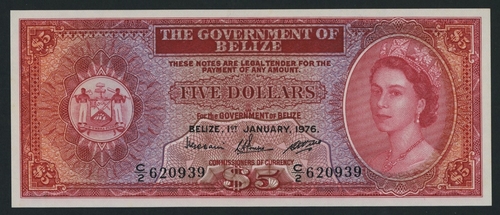 $5
$5
THE GOVERNMENT OF
BELIZE
THESE NOTES ARE LEGAL TENDER FOR THE
PAYMENT OF ANY AMOUNT.
FIVE DOLLARS
For the GOVERNMENT OF BELIZE
BELIZE, 1ST JANUARY, 1976.
COMMISSIONERS OF CURRENCY
C/2 620939
C/2 620939
$5
$5